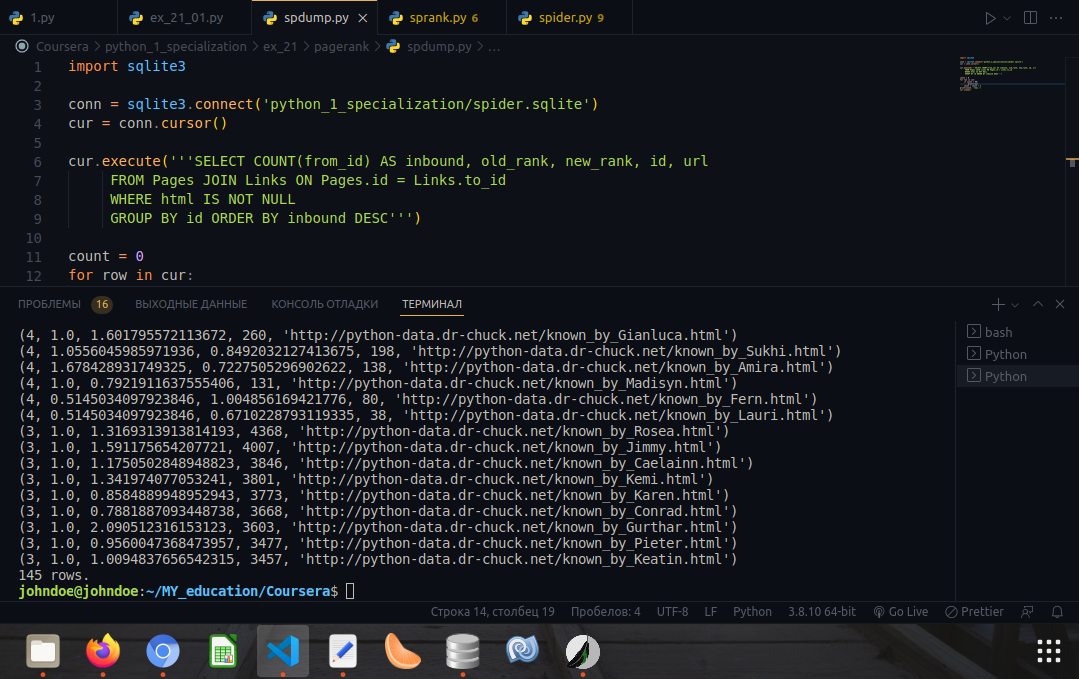 1.py
ex_21_01.py
spdump.py
sprank.py 6
spider.py 9
Coursera > python_1_specialization > ex_21 > pagerank > spdump.py > ...
1 import sqlite3
2
3 conn = sqlite3.connect('python_1_specialization/spider.sqlite')
4 cur = conn.cursor()
5
6 cur.execute('''SELECT COUNT(from_id) AS inbound, old_rank, new_rank, id, url
7 FROM Pages JOIN Links ON Pages.id = Links.to_id
8 WHERE html IS NOT NULL
9 GROUP BY id ORDER BY inbound DESC''')
10
11 count = 0
12 for row in cur:
ПРОБЛЕМЫ 16 ВЫХОДНЫЕ ДАННЫЕ КОНСОЛЬ ОТЛАДКИ ТЕРМИНАЛ
(4, 1.0, 1.601795572113672, 260, 'http://python-data.dr-chuck.net/known_by_Gianluca.html')
(4, 1.0556045985971936, 0.8492032127413675, 198, 'http://python-data.dr-chuck.net/known_by_Sukhi.html')
(4, 1.678428931749325, 0.7227505296902622, 138, 'http://python-data.dr-chuck.net/known_by_Amira.html')
(4, 1.0, 0.7921911637555406, 131, 'http://python-data.dr-chuck.net/known_by_Madisyn.html')
(4, 0.5145034097923846, 1.004856169421776, 80, 'http://python-data.dr-chuck.net/known_by_Fern.html')
(4, 0.5145034097923846, 0.6710228793119335, 38, 'http://python-data.dr-chuck.net/known_by_Lauri.html')
(3, 1.0, 1.3169313913814193, 4368, 'http://python-data.dr-chuck.net/known_by_Rosea.html')
(3, 1.0, 1.591175654207721, 4007, 'http://python-data.dr-chuck.net/known_by_Jimmy.html')
(3, 1.0, 1.1750502848948823, 3846, 'http://python-data.dr-chuck.net/known_by_Caelainn.html')
(3, 1.0, 1.341974077053241, 3801, 'http://python-data.dr-chuck.net/known_by_Kemi.html')
(3, 1.0, 0.8584889948952943, 3773, 'http://python-data.dr-chuck.net/known_by_Karen.html')
(3, 1.0, 0.7881887093448738, 3668, 'http://python-data.dr-chuck.net/known_by_Conrad.html')
(3, 1.0, 2.090512316153123, 3603, 'http://python-data.dr-chuck.net/known_by_Gurthar.html')
(3, 1.0, 0.9560047368473957, 3477, 'http://python-data.dr-chuck.net/known_by_Pieter.html')
(3, 1.0, 1.0094837656542315, 3457, 'http://python-data.dr-chuck.net/known_by_Keatin.html')
145 rows.
johndoe@johndoe:~/MY_education/Coursera$
bash
Python
Python
Строка 14, столбец 19 Пробелов: 4 UTF-8 LF Python 3.8.10 64-bit Go Live Prettier